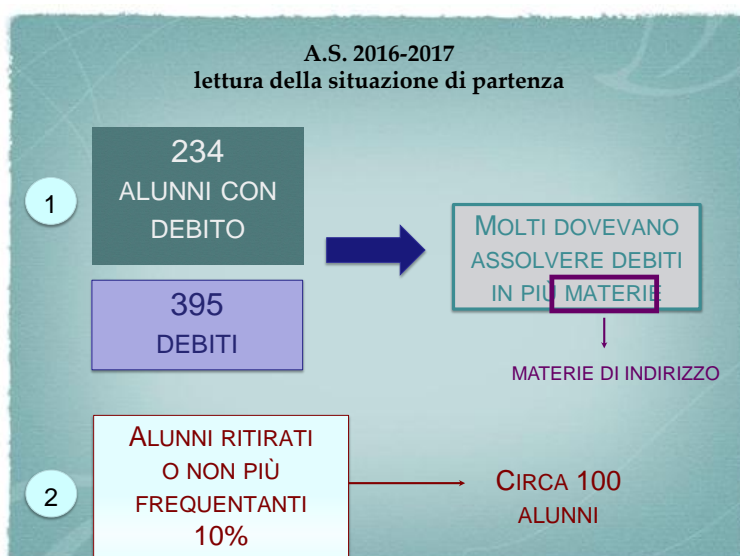 A.S. 2016-2017
lettura della situazione di partenza
1
234
ALUNNI CON
DEBITO
395
DEBITI
MOLTI DOVEVANO
ASSOLVERE DEBITI
IN PIÙ MATERIE
MATERIE DI INDIRIZZO
2
ALUNNI RITIRATI
O NON PIÙ
FREQUENTANTI
10%
CIRCA 100
ALUNNI